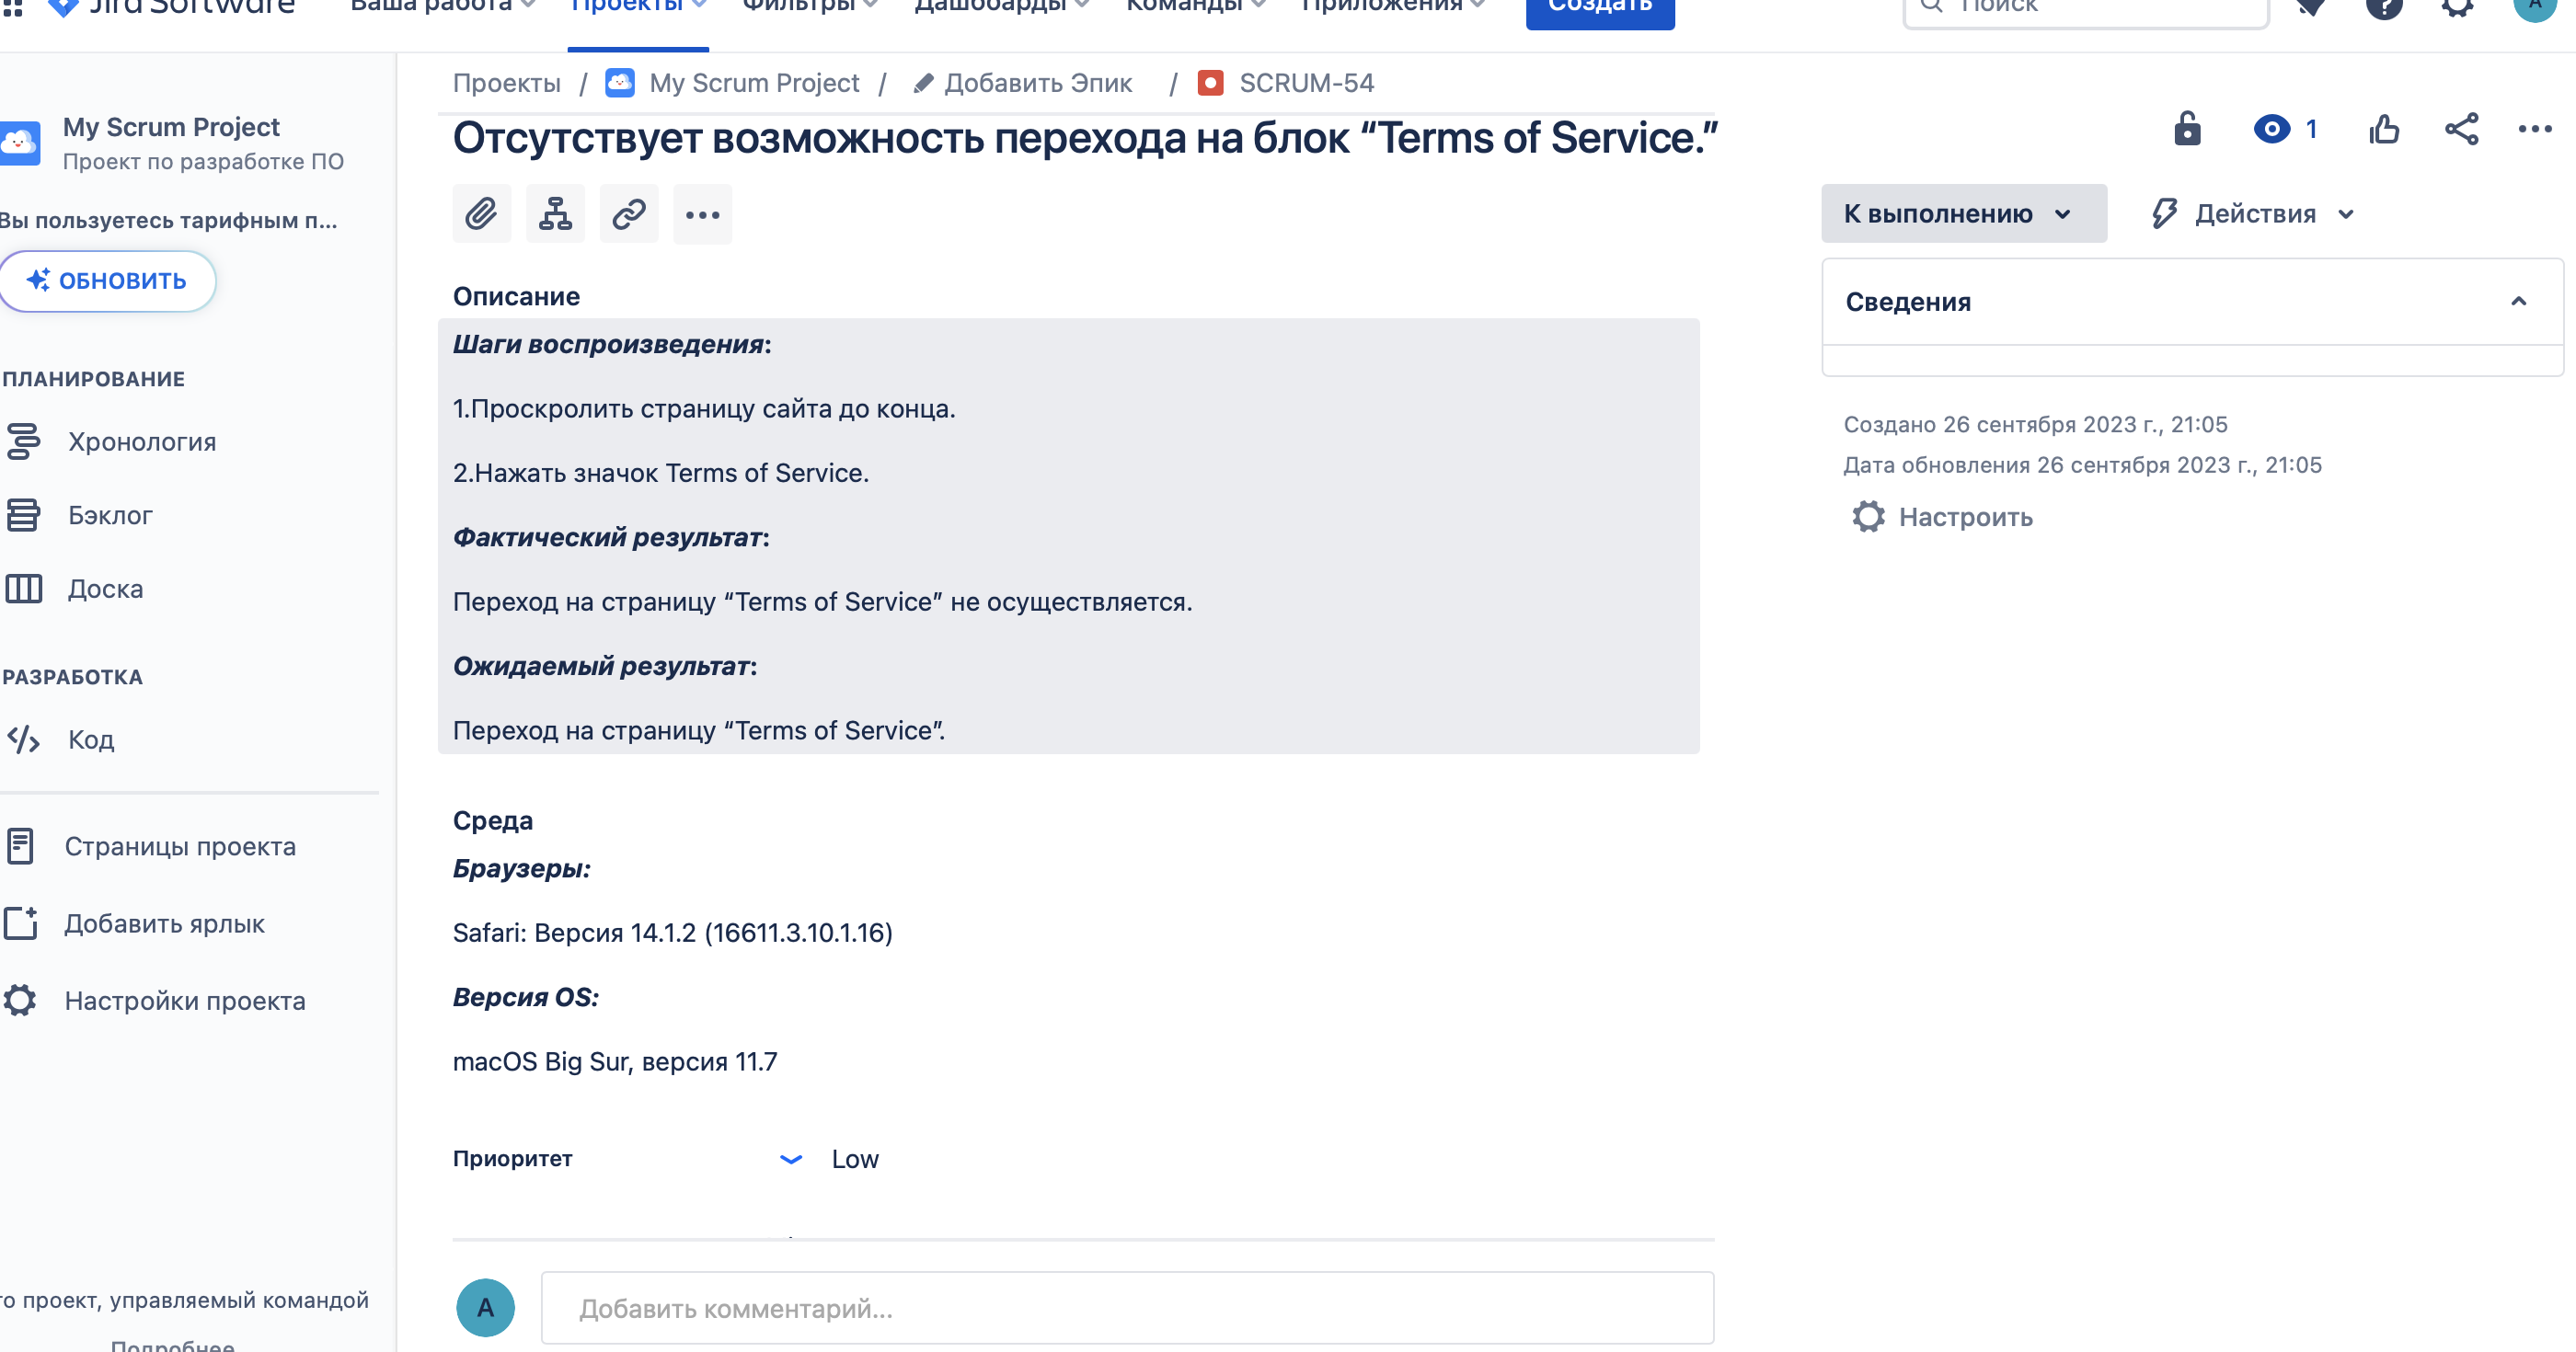 Jira Software
Ваша работа
Проекты
Фильтры
Дашборды
Команды
Приложения
Создать
Поиск
?
A
My Scrum Project
Проект по разработке ПО
Вы пользуетесь тарифным п...
ОБНОВИТЬ
ПЛАНИРОВАНИЕ
Хронология
Бэклог
Доска
РАЗРАБОТКА
Код
Страницы проекта
Добавить ярлык
Настройки проекта
то проект, управляемый командой
Подробнее
Проекты / My Scrum Project / Добавить Эпик / SCRUM-54
Отсутствует возможность перехода на блок “Terms of Service.”
Описание
Шаги воспроизведения:
1.Проскролить страницу сайта до конца.
2.Нажать значок Terms of Service.
Фактический результат:
Переход на страницу “Terms of Service” не осуществляется.
Ожидаемый результат:
Переход на страницу “Terms of Service”.
Среда
Браузеры:
Safari: Версия 14.1.2 (16611.3.10.1.16)
Версия OS:
macOS Big Sur, версия 11.7
Приоритет
Low
A
Добавить комментарий...
1
К выполнению
Действия
Сведения
Создано 26 сентября 2023 г., 21:05
Дата обновления 26 сентября 2023 г., 21:05
Настроить